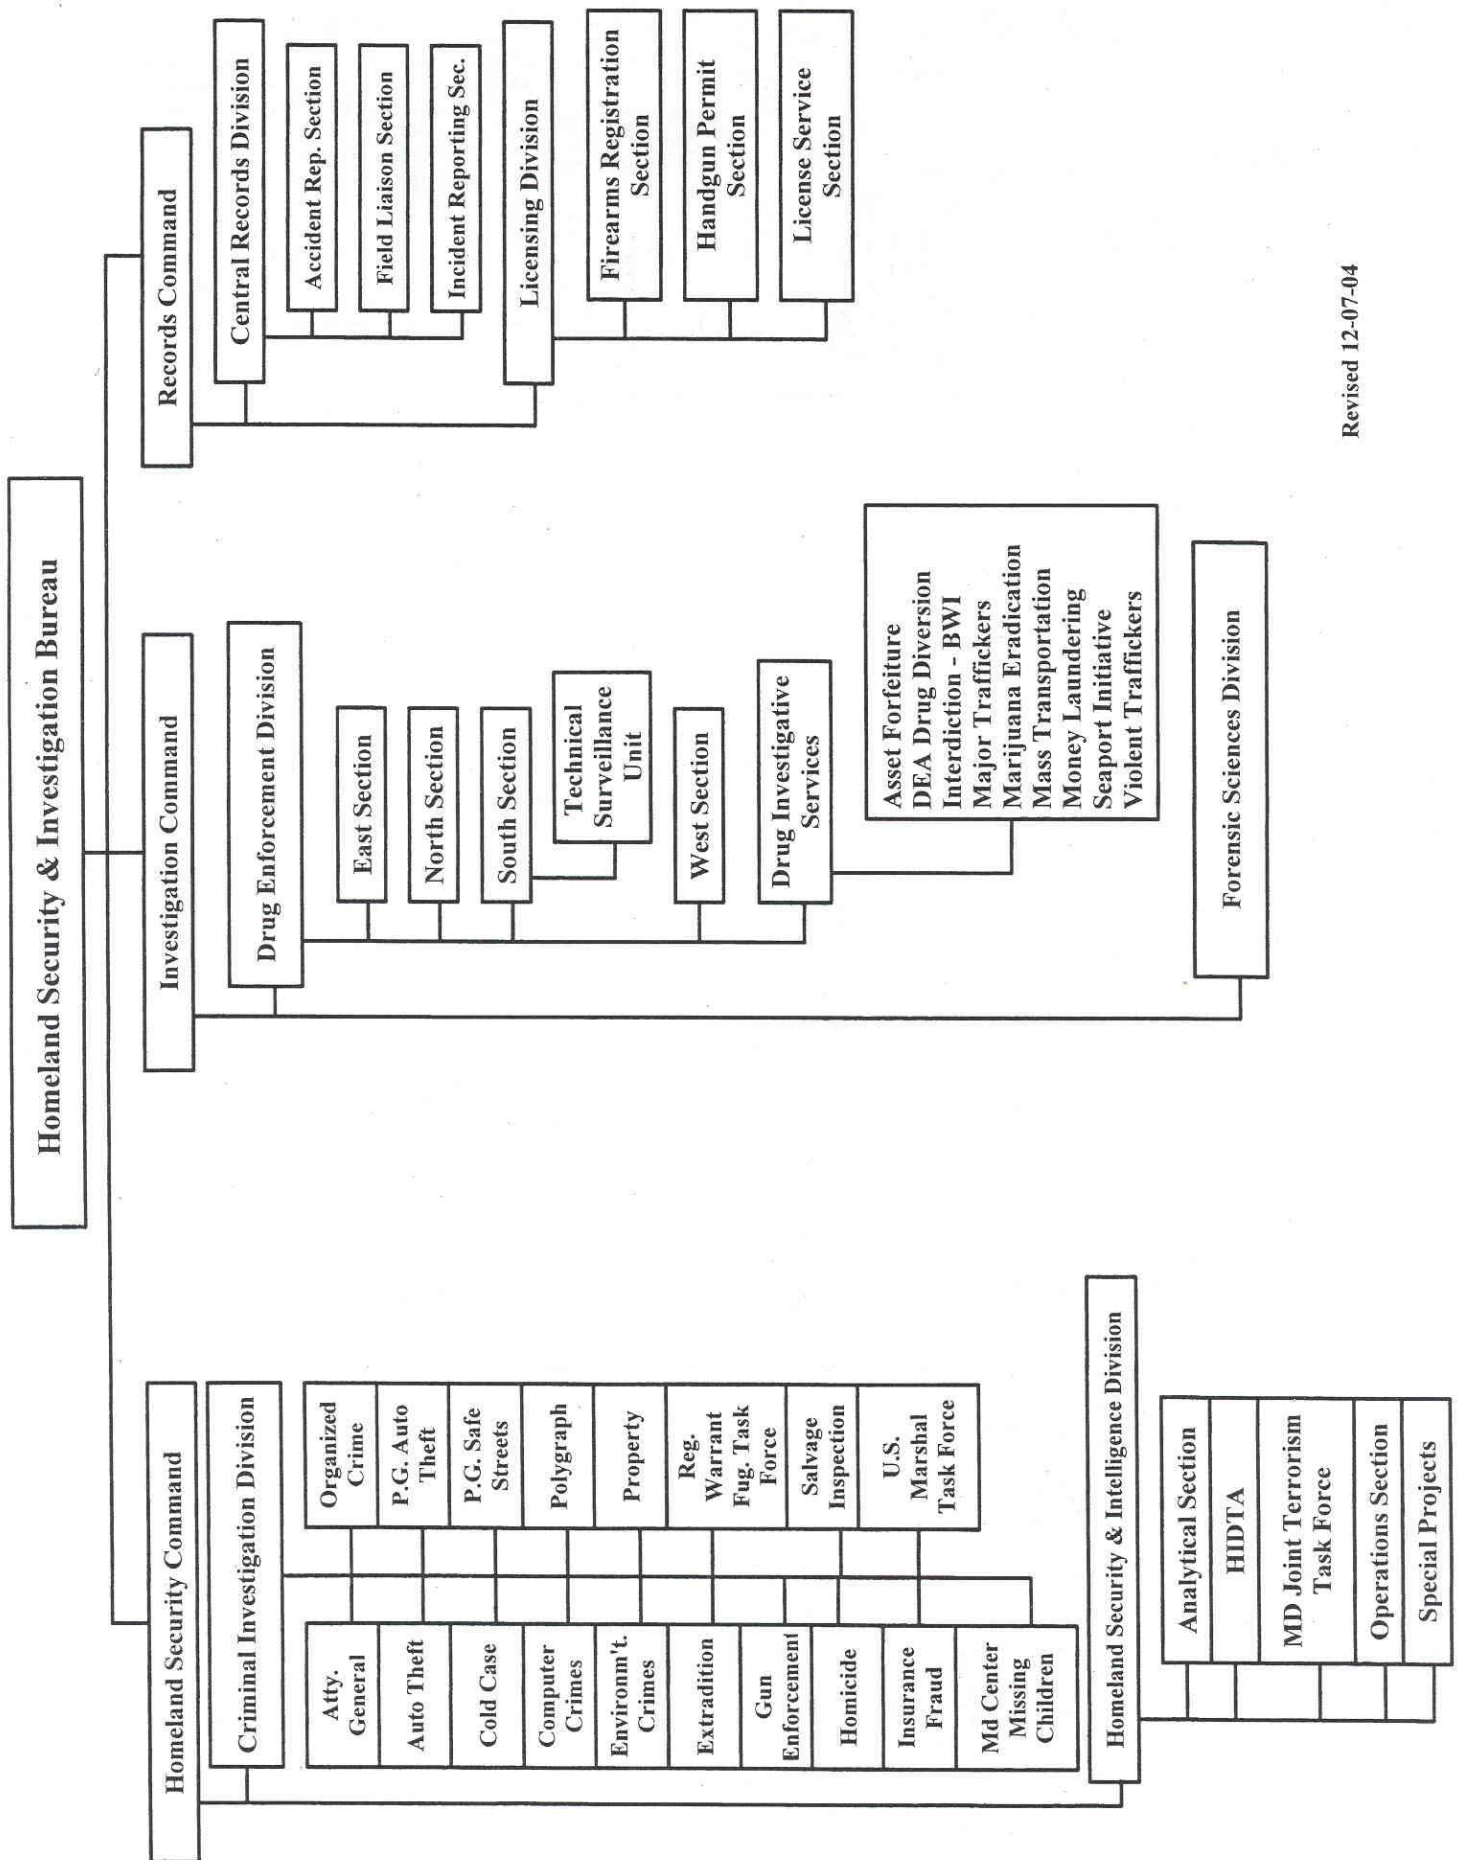 Homeland Security & Investigation Bureau
Homeland Security Command
Criminal Investigation Division
Atty.
General
Auto Theft
Cold Case
Computer
Crimes
Environm't.
Crimes
Extradition
Gun
Enforcement
Homicide
Insurance
Fraud
Md Center
Missing
Children
Organized
Crime
P.G. Auto
Theft
P.G. Safe
Streets
Polygraph
Property
Reg.
Warrant
Fug. Task
Force
Salvage
Inspection
U.S.
Marshal
Task Force
Homeland Security & Intelligence Division
Analytical Section
HIDTA
MD Joint Terrorism
Task Force
Operations Section
Special Projects
Investigation Command
Drug Enforcement Division
East Section
North Section
South Section
Technical
Surveillance
Unit
West Section
Drug Investigative
Services
Asset Forfeiture
DEA Drug Diversion
Interdiction - BWI
Major Traffickers
Marijuana Eradication
Mass Transportation
Money Laundering
Seaport Initiative
Violent Traffickers
Forensic Sciences Division
Records Command
Central Records Division
Accident Rep. Section
Field Liaison Section
Incident Reporting Sec.
Licensing Division
Firearms Registration
Section
Handgun Permit
Section
License Service
Section
Revised 12-07-04